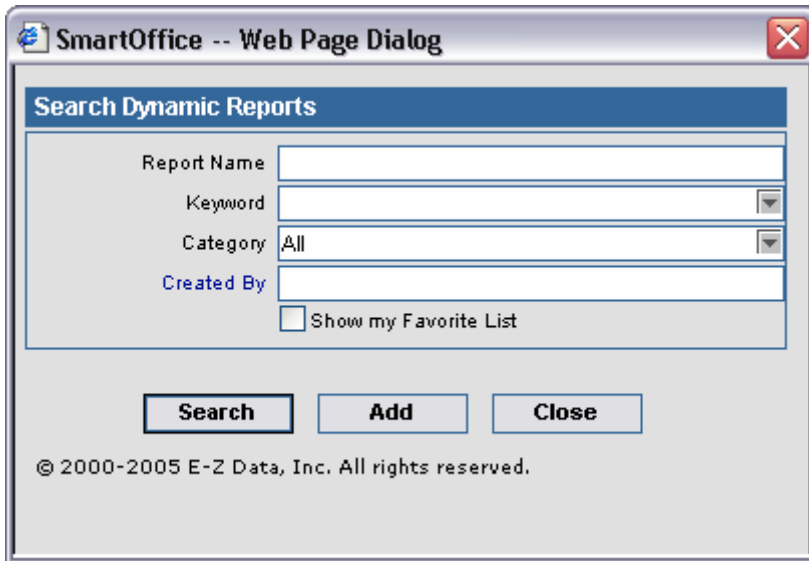 SmartOffice -- Web Page Dialog
Search Dynamic Reports
Report Name
Keyword
Category All
Created By
Show my Favorite List
Search Add Close
© 2000-2005 E-Z Data, Inc. All rights reserved.